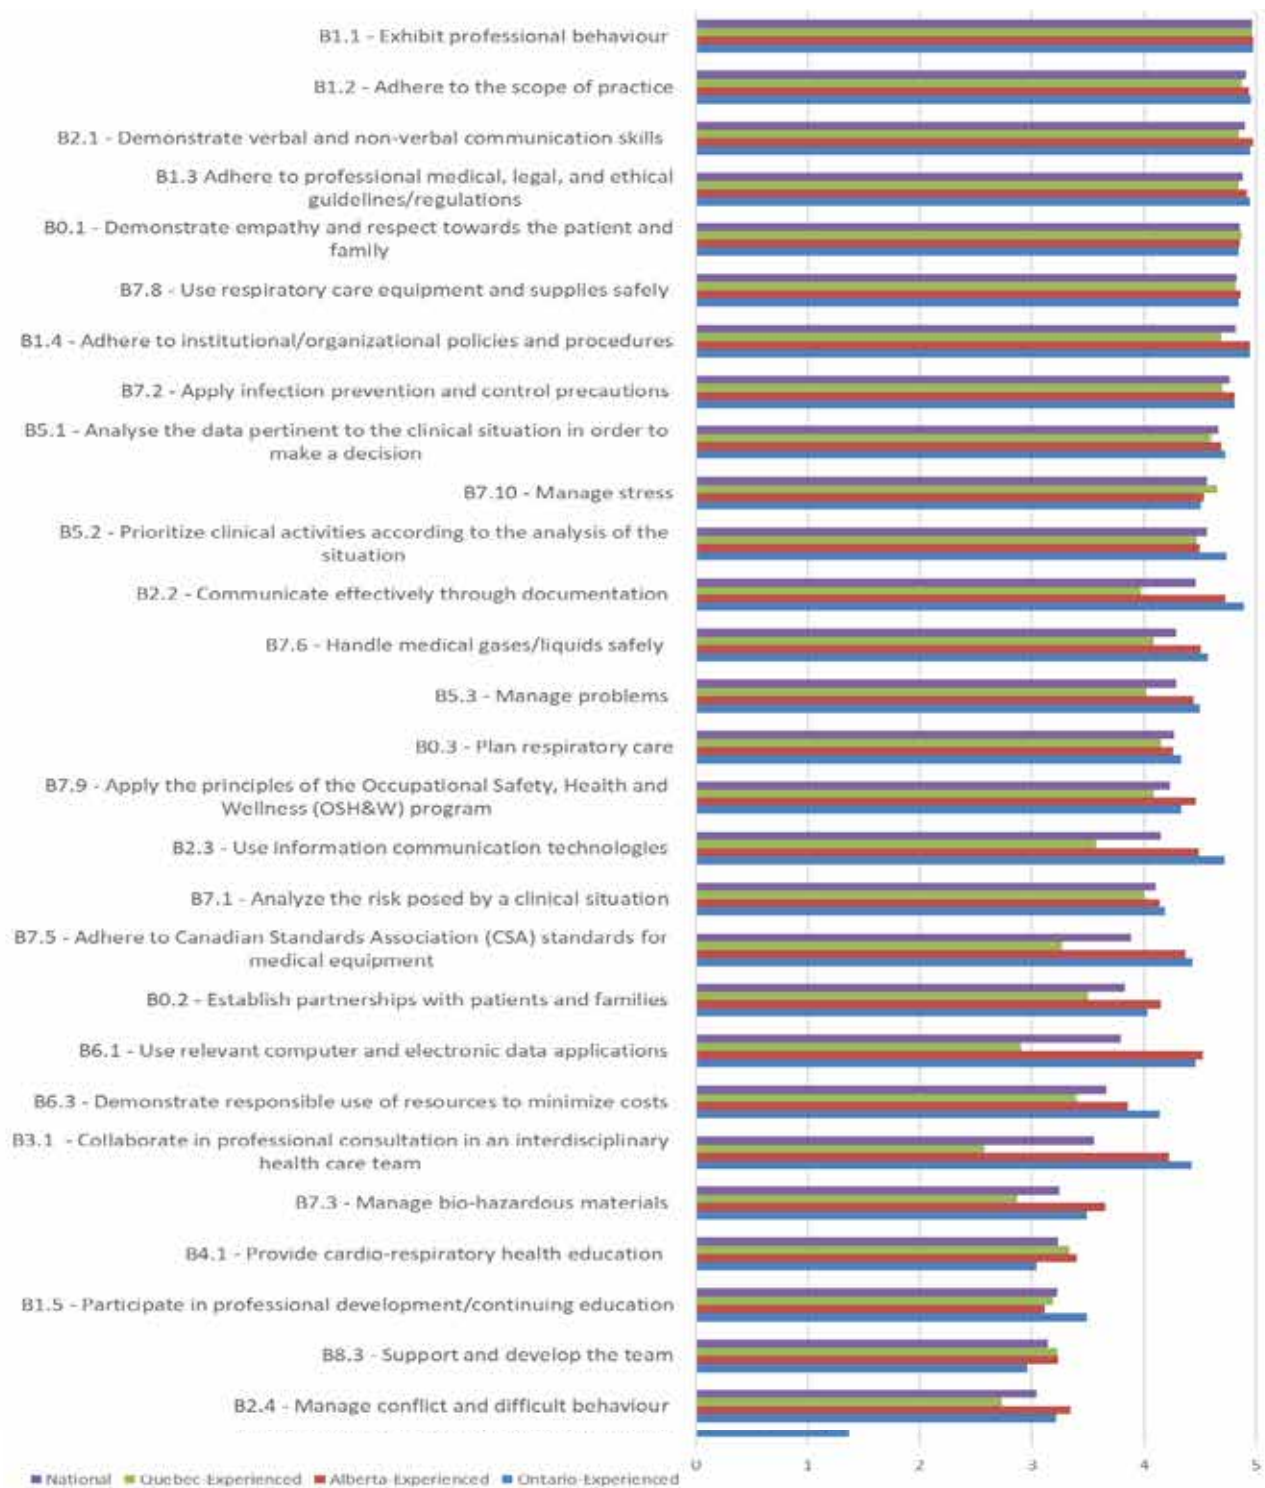 B1.1 - Exhibit professional behaviour
B1.2 - Adhere to the scope of practice
B2.1 - Demonstrate verbal and non-verbal communication skills
B1.3 Adhere to professional medical, legal, and ethical
guidelines/regulations
B0.1 - Demonstrate empathy and respect towards the patient and
family
B7.8 - Use respiratory care equipment and supplies safely
B1.4 - Adhere to institutional/organizational policies and procedures
B7.2 - Apply infection prevention and control precautions
B5.1 - Analyse the data pertinent to the clinical situation in order to
make a decision
B7.10 - Manage stress
B5.2 - Prioritize clinical activities according to the analysis of the
situation
B2.2 - Communicate effectively through documentation
B7.6 - Handle medical gases/liquids safely
B5.3 - Manage problems
B0.3 - Plan respiratory care
B7.9 - Apply the principles of the Occupational Safety, Health and
Wellness (OSH&W) program
B2.3 - Use information communication technologies
B7.1 - Analyze the risk posed by a clinical situation
B7.5 - Adhere to Canadian Standards Association (CSA) standards for
medical equipment
B0.2 - Establish partnerships with patients and families
B6.1 - Use relevant computer and electronic data applications
B6.3 - Demonstrate responsible use of resources to minimize costs
B3.1 - Collaborate in professional consultation in an interdisciplinary
health care team
B7.3 - Manage bio-hazardous materials
B4.1 - Provide cardio-respiratory health education
B1.5 - Participate in professional development/continuing education
B8.3 - Support and develop the team
B2.4 - Manage conflict and difficult behaviour
0 1 2 3 4 5
National Quebec-Experienced Alberta-Experienced Ontario-Experienced